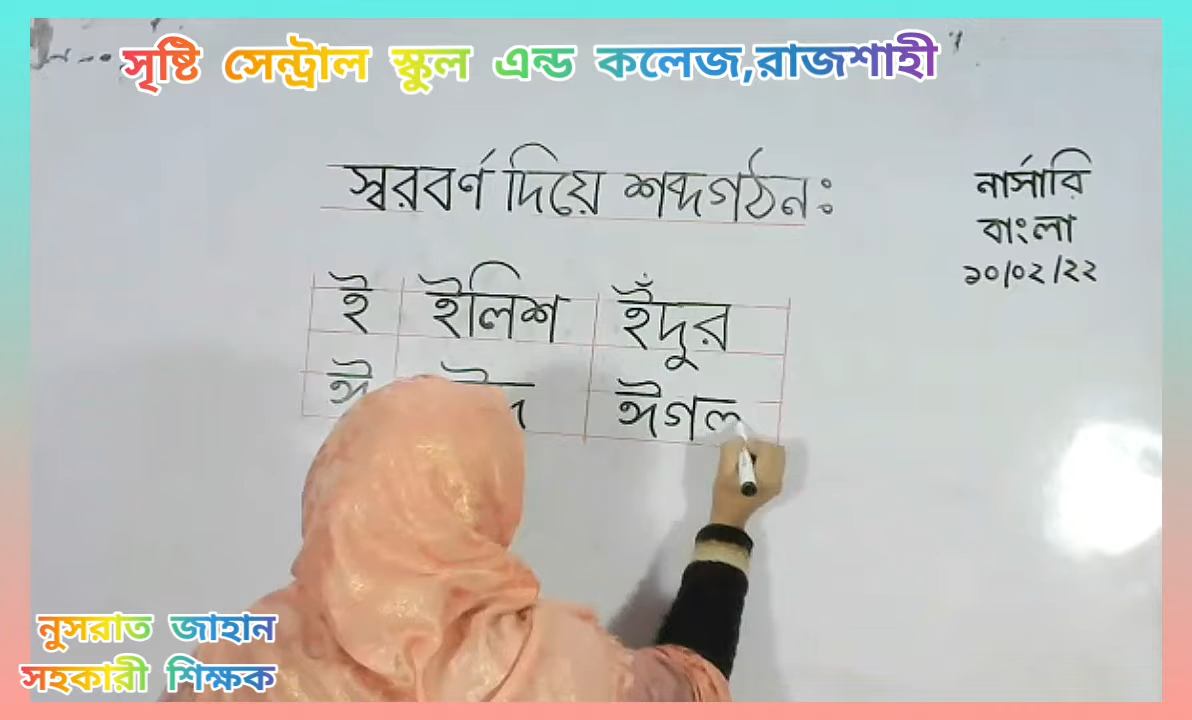 সৃষ্টি সেন্ট্রাল স্কুল এন্ড কলেজ,রাজশাহী
স্বরবর্ণ দিয়ে শব্দগঠনঃ
নার্সারি
বাংলা
১০/০২/২২
ই ইলিশ ইঁদুর
ঈ ঈগল
নুসরাত জাহান
সহকারী শিক্ষক